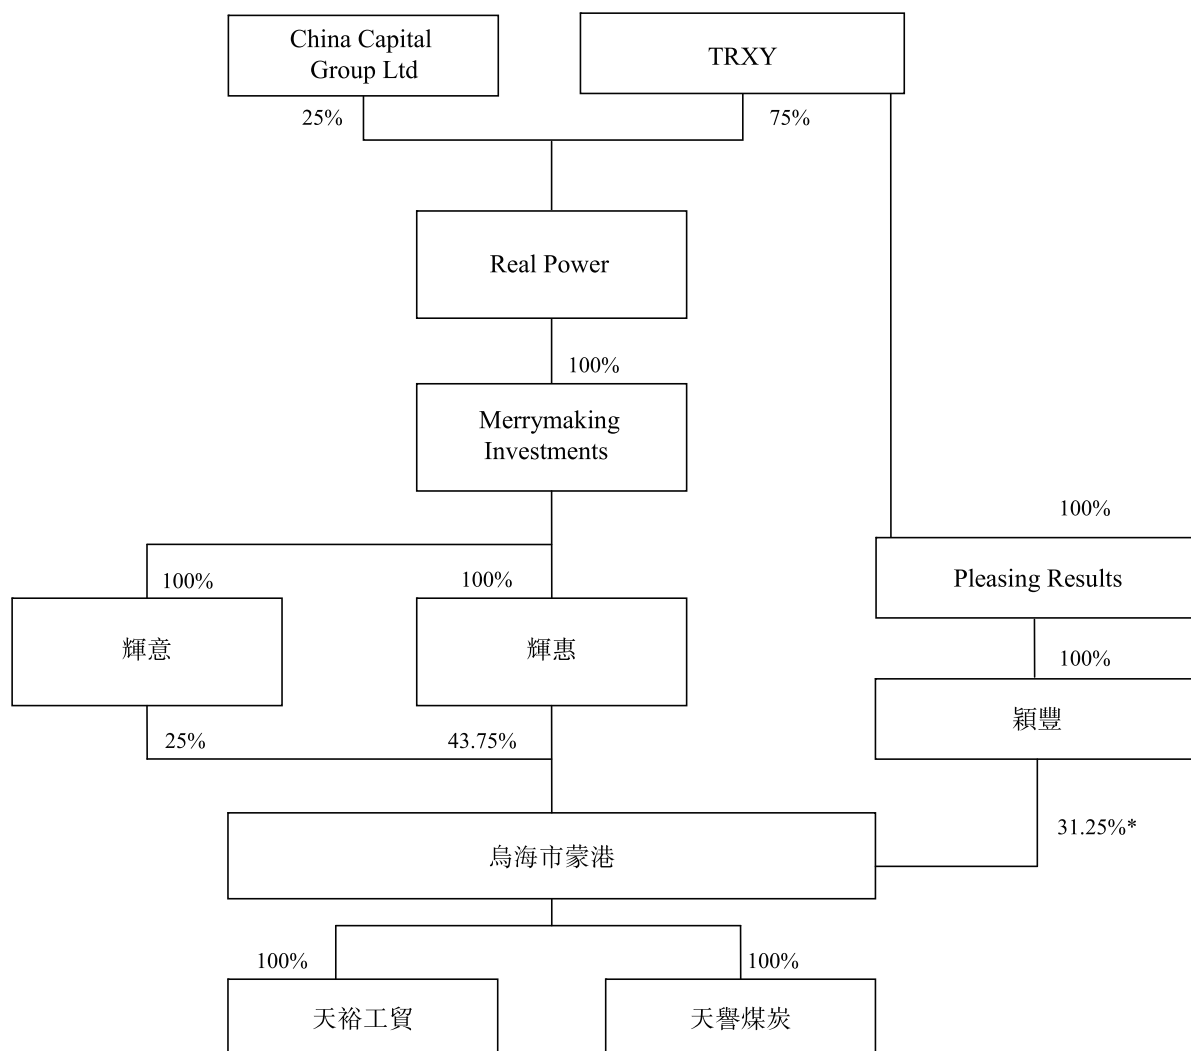 China Capital
Group Ltd
TRXY
25%
75%
Real Power
100%
Merrymaking
Investments
100%
100%
100%
Pleasing Results
輝意
輝惠
100%
穎豐
25%
43.75%
31.25%*
烏海市蒙港
100%
100%
天裕工貿
天譽煤炭